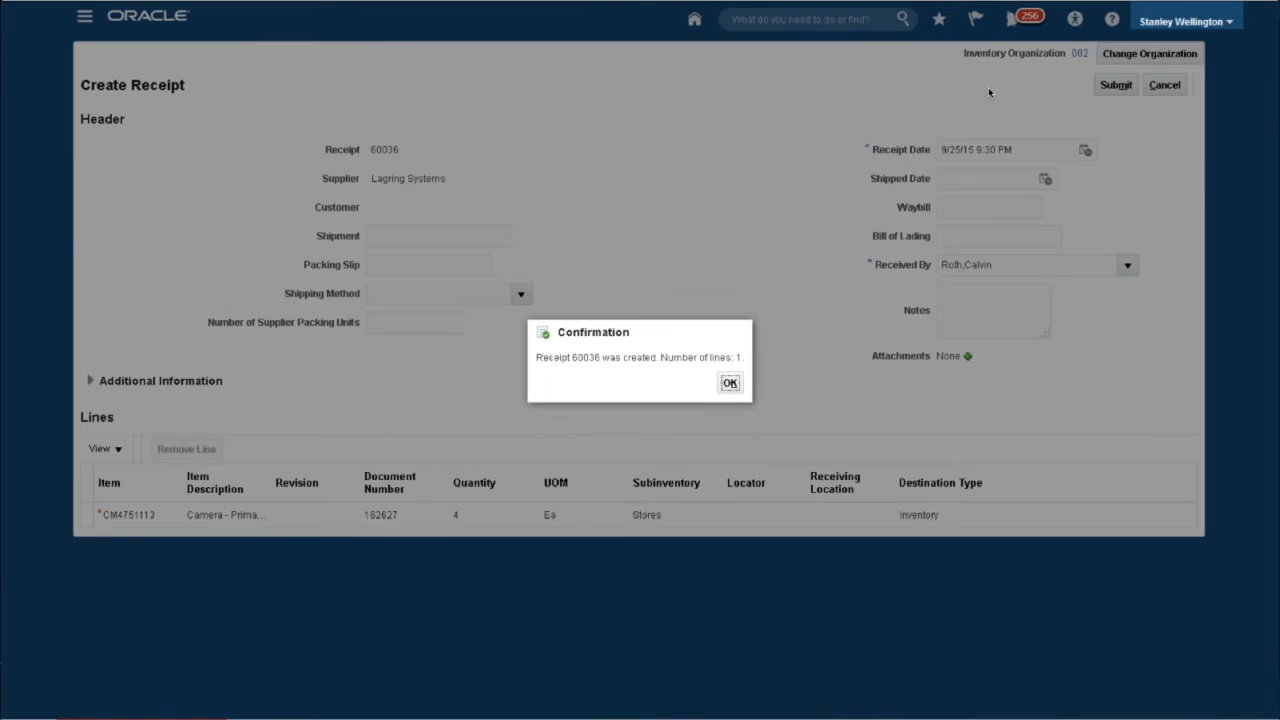 ORACLE
What do you need to do or find?
256
Stanley Wellington
Inventory Organization 002 Change Organization
Create Receipt
Submit Cancel
Header
Receipt 60036
* Receipt Date 9/25/15 9:30 PM
Supplier Lagring Systems
Shipped Date
Customer
Waybill
Shipment
Bill of Lading
Packing Slip
* Received By Roth,Calvin
Shipping Method
Notes
Number of Supplier Packing Units
Confirmation
Receipt 60036 was created. Number of lines: 1.
OK
Attachments None
Additional Information
Lines
View Remove Line
Item Item Description Revision Document Number Quantity UOM Subinventory Locator Receiving Location Destination Type
*CM4751113 Camera - Prima... 162627 4 Ea Stores Inventory